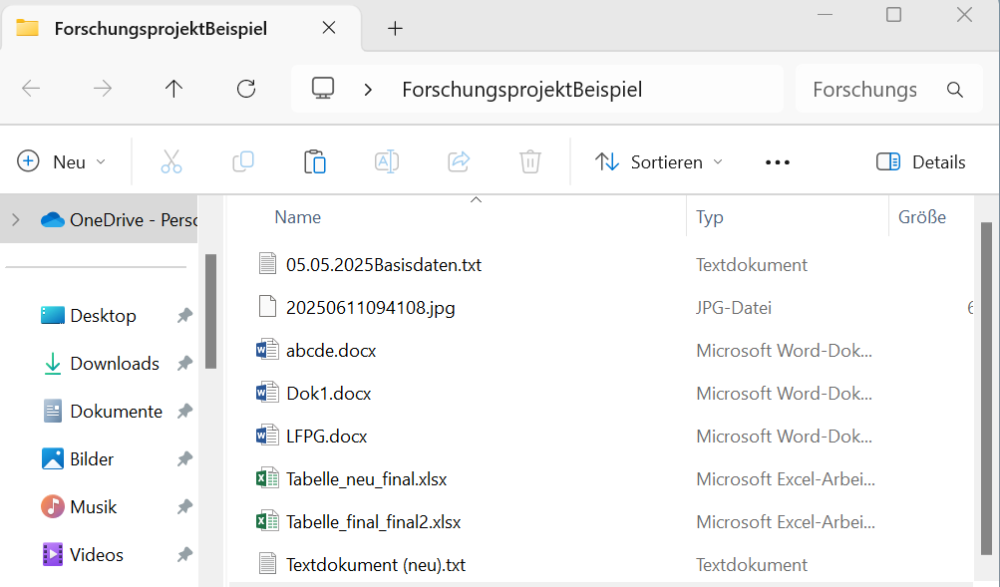 ForschungsprojektBeispiel
ForschungsprojektBeispiel
Forschungs
Neu
Sortieren
Details
OneDrive - Perso
Desktop
Downloads
Dokumente
Bilder
Musik
Videos
Name Typ Größe
05.05.2025Basisdaten.txt Textdokument
20250611094108.jpg JPG-Datei 6
abcde.docx Microsoft Word-Dok...
Dok1.docx Microsoft Word-Dok...
LFPG.docx Microsoft Word-Dok...
Tabelle_neu_final.xlsx Microsoft Excel-Arbei...
Tabelle_final_final2.xlsx Microsoft Excel-Arbei...
Textdokument (neu).txt Textdokument